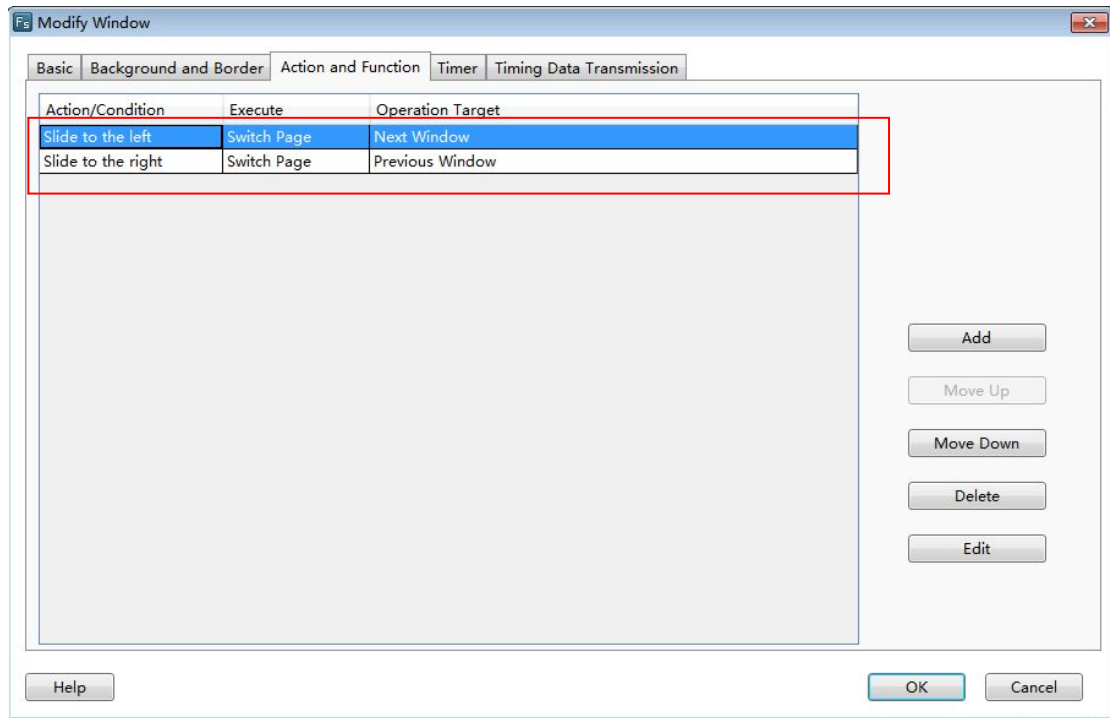 Fs Modify Window
Basic Background and Border Action and Function Timer Timing Data Transmission
Action/Condition Execute Operation Target
Slide to the left Switch Page Next Window
Slide to the right Switch Page Previous Window
Add
Move Up
Move Down
Delete
Edit
Help OK Cancel